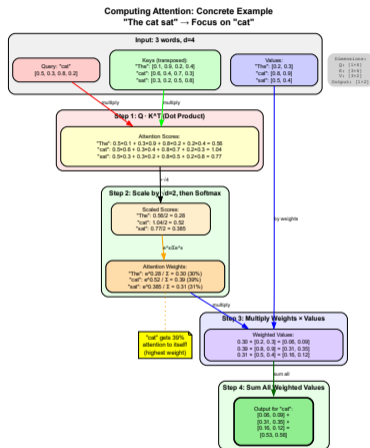 Computing Attention: Concrete Example
"The cat sat" → Focus on "cat"
Input: 3 words, d=4
Query: "cat"
[0.5, 0.3, 0.8, 0.2]
Keys (transposed):
"The": [0.1, 0.9, 0.2, 0.4]
"cat": [0.6, 0.4, 0.7, 0.3]
"sat": [0.3, 0.2, 0.5, 0.8]
Values:
"The": [0.2, 0.3]
"cat": [0.8, 0.9]
"sat": [0.5, 0.4]
Dimensions:
Q: [1×4]
K: [3×4]
V: [3×2]
Output: [1×2]
multiply
multiply
Step 1: Q · K^T (Dot Product)
Attention Scores:
"The": 0.5×0.1 + 0.3×0.9 + 0.8×0.2 + 0.2×0.4 = 0.56
"cat": 0.5×0.6 + 0.3×0.4 + 0.8×0.7 + 0.2×0.3 = 1.04
"sat": 0.5×0.3 + 0.3×0.2 + 0.8×0.5 + 0.2×0.8 = 0.77
÷√4
Step 2: Scale by √d=2, then Softmax
Scaled Scores:
"The": 0.56/2 = 0.28
"cat": 1.04/2 = 0.52
"sat": 0.77/2 = 0.385
e^x/Σe^x
by weights
Attention Weights:
"The": e^0.28 / Σ = 0.30 (30%)
"cat": e^0.52 / Σ = 0.39 (39%)
"sat": e^0.385 / Σ = 0.31 (31%)
multiply
"cat" gets 39%
attention to itself
(highest weight)
Step 3: Multiply Weights × Values
Weighted Values:
0.30 × [0.2, 0.3] = [0.06, 0.09]
0.39 × [0.8, 0.9] = [0.31, 0.35]
0.31 × [0.5, 0.4] = [0.16, 0.12]
sum all
Step 4: Sum All Weighted Values
Output for "cat":
[0.06, 0.09] +
[0.31, 0.35] +
[0.16, 0.12] =
[0.53, 0.56]